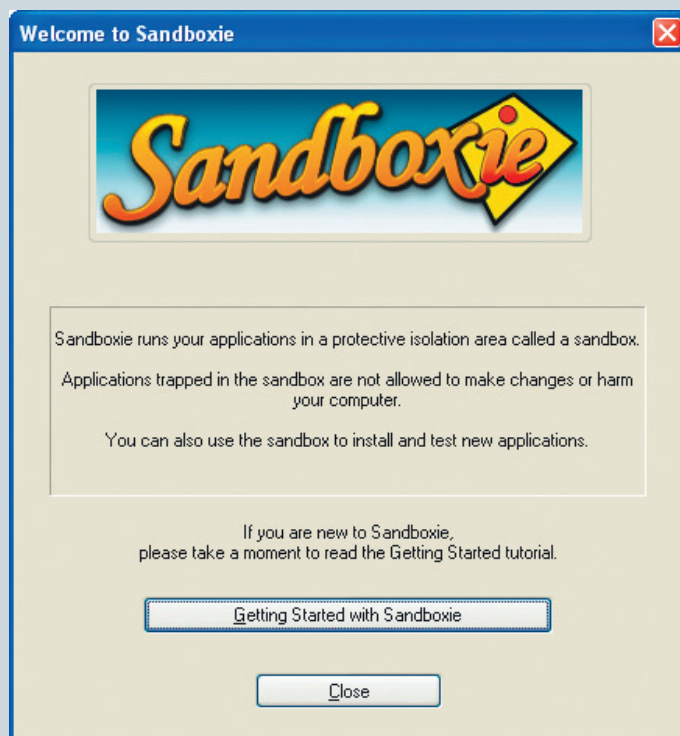 Welcome to Sandboxie
Sandboxie
Sandboxie runs your applications in a protective isolation area called a sandbox.
Applications trapped in the sandbox are not allowed to make changes or harm
your computer.
You can also use the sandbox to install and test new applications.
If you are new to Sandboxie,
please take a moment to read the Getting Started tutorial.
Getting Started with Sandboxie
Close